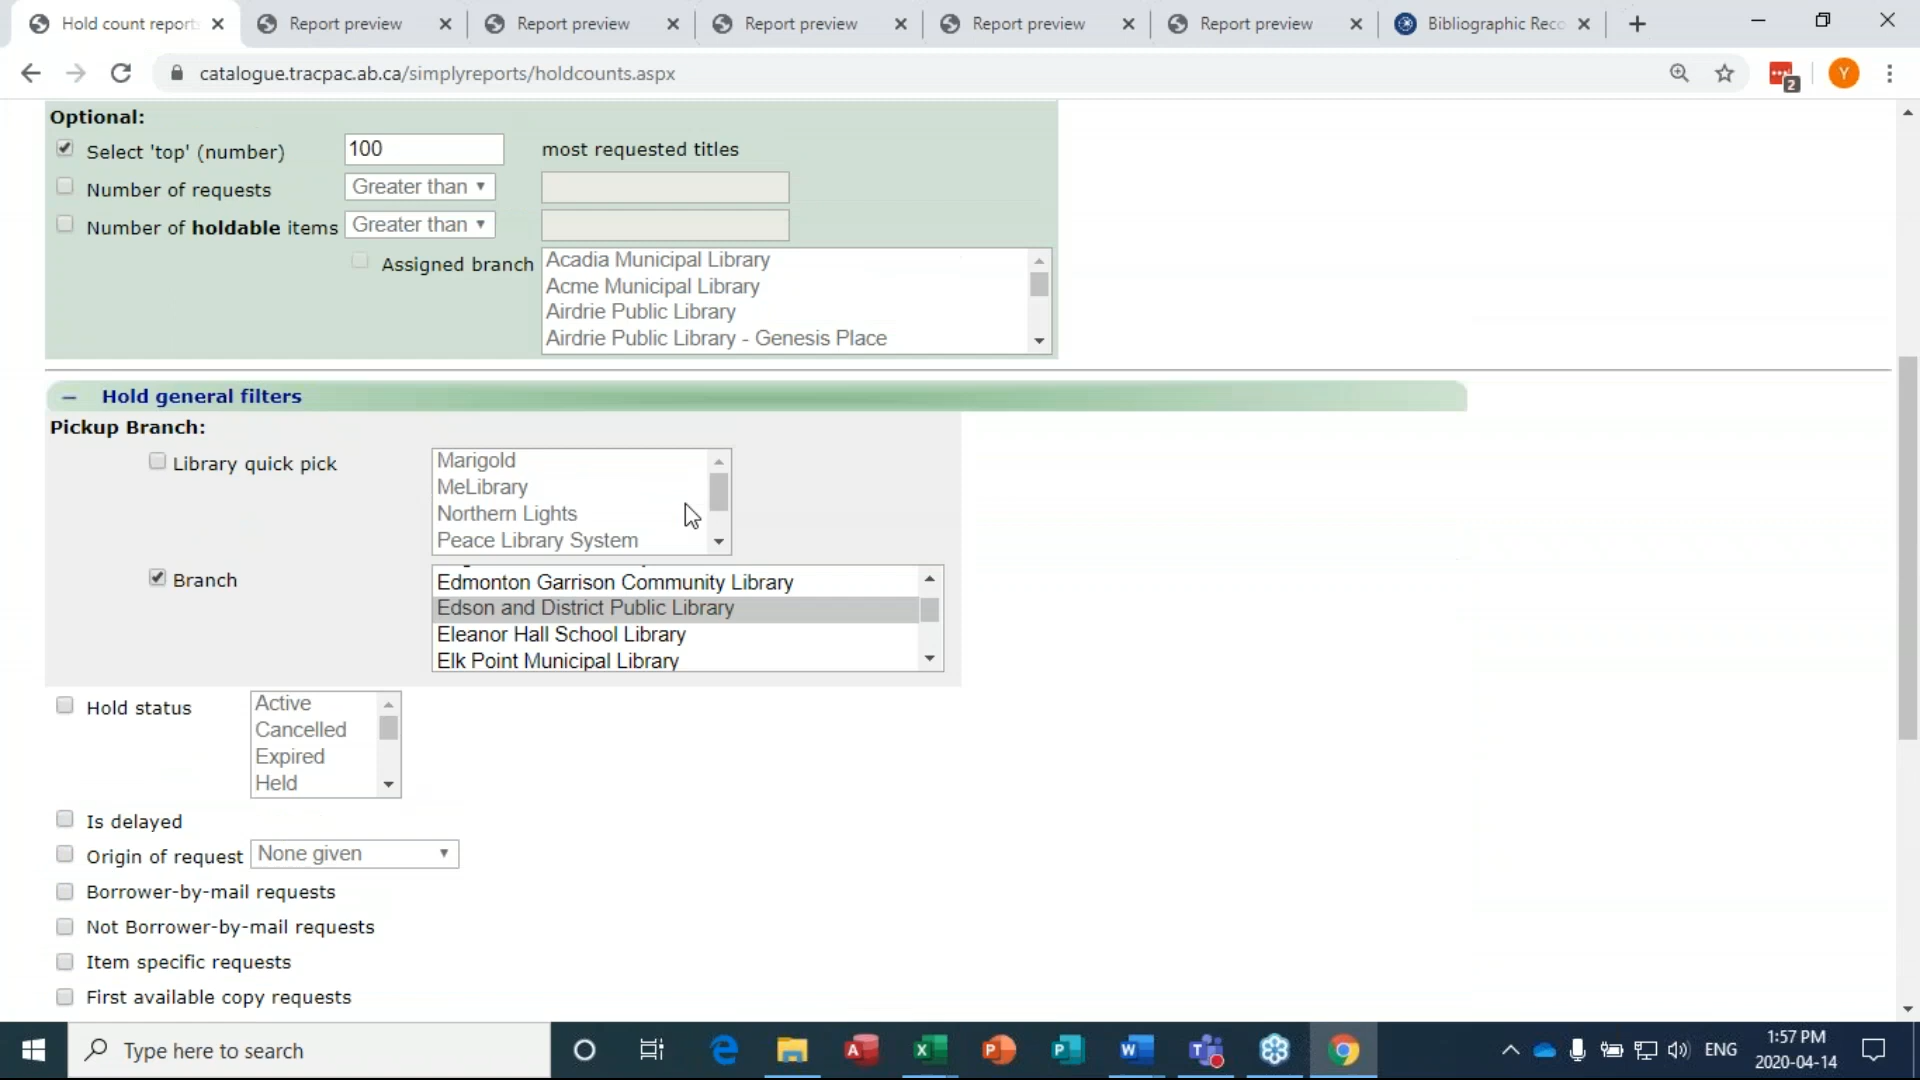 Hold count reports
Report preview
Report preview
Report preview
Report preview
Report preview
Bibliographic Reco
catalogue.tracpac.ab.ca/simplyreports/holdcounts.aspx
2
Y
Optional:
Select 'top' (number) 100 most requested titles
Number of requests Greater than
Number of holdable items Greater than
Assigned branch
Acadia Municipal Library
Acme Municipal Library
Airdrie Public Library
Airdrie Public Library - Genesis Place
Hold general filters
Pickup Branch:
Library quick pick
Marigold
MeLibrary
Northern Lights
Peace Library System
Branch
Edmonton Garrison Community Library
Edson and District Public Library
Eleanor Hall School Library
Elk Point Municipal Library
Hold status
Active
Cancelled
Expired
Held
Is delayed
Origin of request None given
Borrower-by-mail requests
Not Borrower-by-mail requests
Item specific requests
First available copy requests
Type here to search
ENG
1:57 PM
2020-04-14